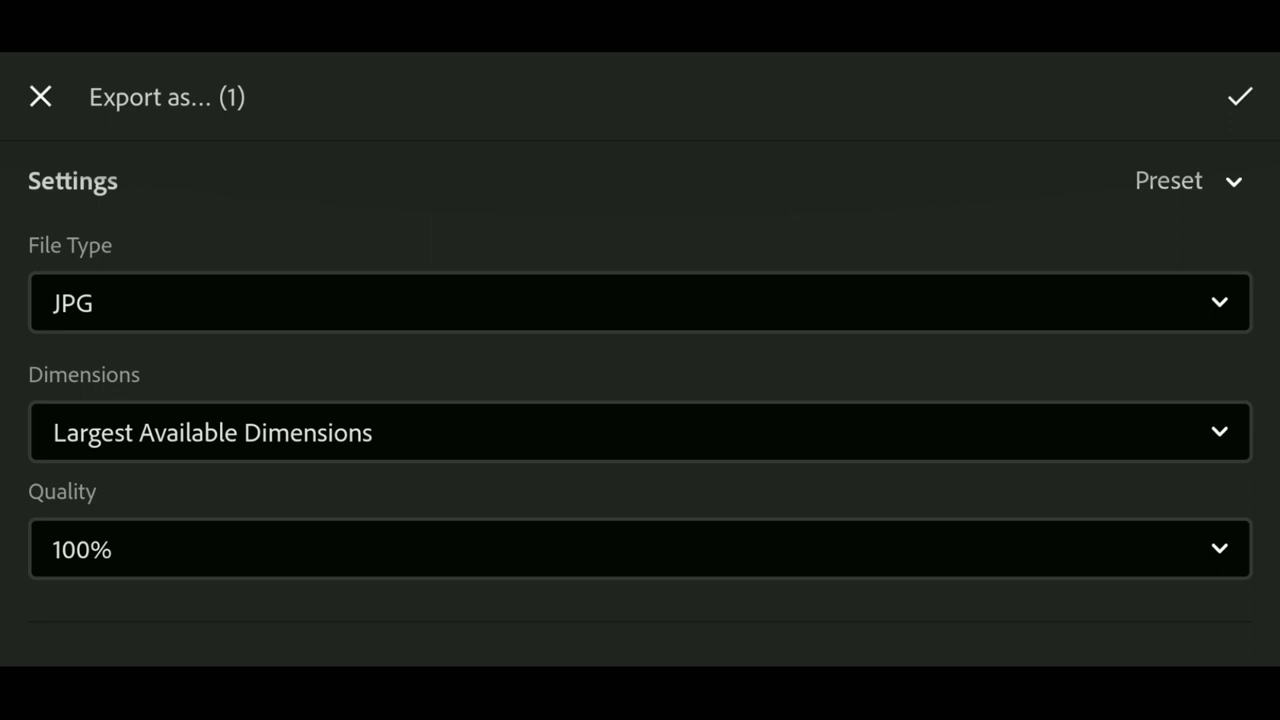 Export as... (1)
Settings
Preset
File Type
JPG
Dimensions
Largest Available Dimensions
Quality
100%